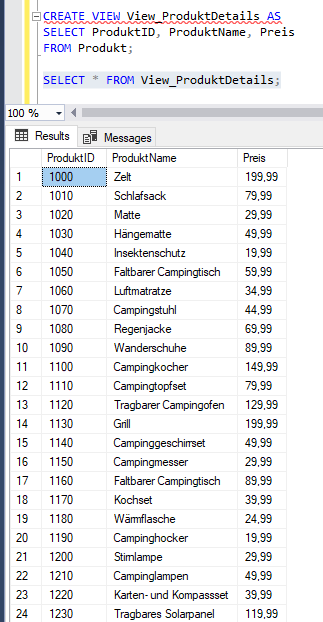 CREATE VIEW View_ProduktDetails AS
SELECT ProduktID, ProduktName, Preis
FROM Produkt;
SELECT * FROM View_ProduktDetails;
100 %
Results Messages
ProduktID ProduktName Preis
1 1000 Zelt 199,99
2 1010 Schlafsack 79,99
3 1020 Matte 29,99
4 1030 Hängematte 49,99
5 1040 Insektenschutz 19,99
6 1050 Faltbarer Campingtisch 59,99
7 1060 Luftmatratze 34,99
8 1070 Campingstuhl 44,99
9 1080 Regenjacke 69,99
10 1090 Wanderschuhe 89,99
11 1100 Campingkocher 149,99
12 1110 Campingtopfset 79,99
13 1120 Tragbarer Campingofen 129,99
14 1130 Grill 199,99
15 1140 Campinggeschirrset 49,99
16 1150 Campingmesser 29,99
17 1160 Faltbarer Campingtisch 89,99
18 1170 Kochset 39,99
19 1180 Wärmflasche 24,99
20 1190 Campinghocker 19,99
21 1200 Stirnlampe 29,99
22 1210 Campinglampen 49,99
23 1220 Karten- und Kompassset 39,99
24 1230 Tragbares Solarpanel 119,99